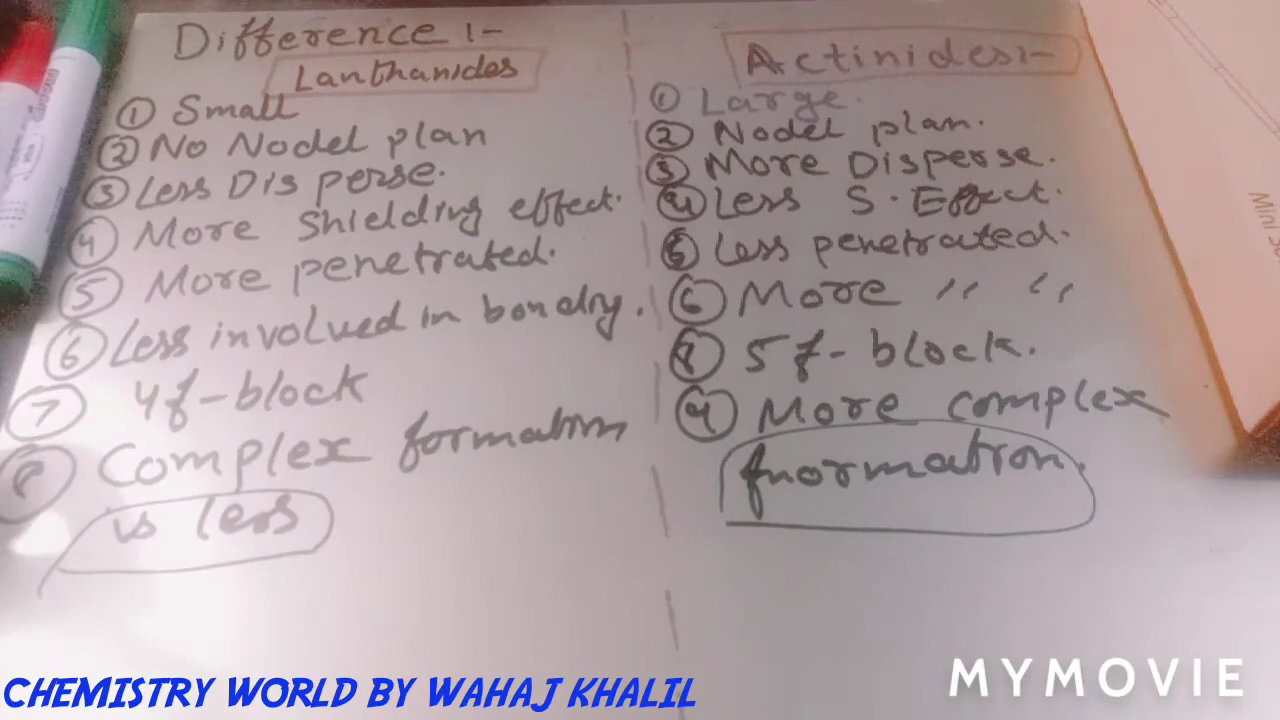 Difference :-
Lanthanides
① Small
② No Nodel plan
③ Less Disperse.
④ More Shielding effect.
⑤ More penetrated.
⑥ Less involved in bondng.
⑦ 4f-block
⑧ Complex formation
is less
Actinides:-
① Large.
② Nodel plan.
③ More Disperse.
④ Less S.Effect.
⑤ Less penetrated.
⑥ More " "
⑧ 5f-block.
④ More complex
formation.
CHEMISTRY WORLD BY WAHAJ KHALIL
MYMOVIE